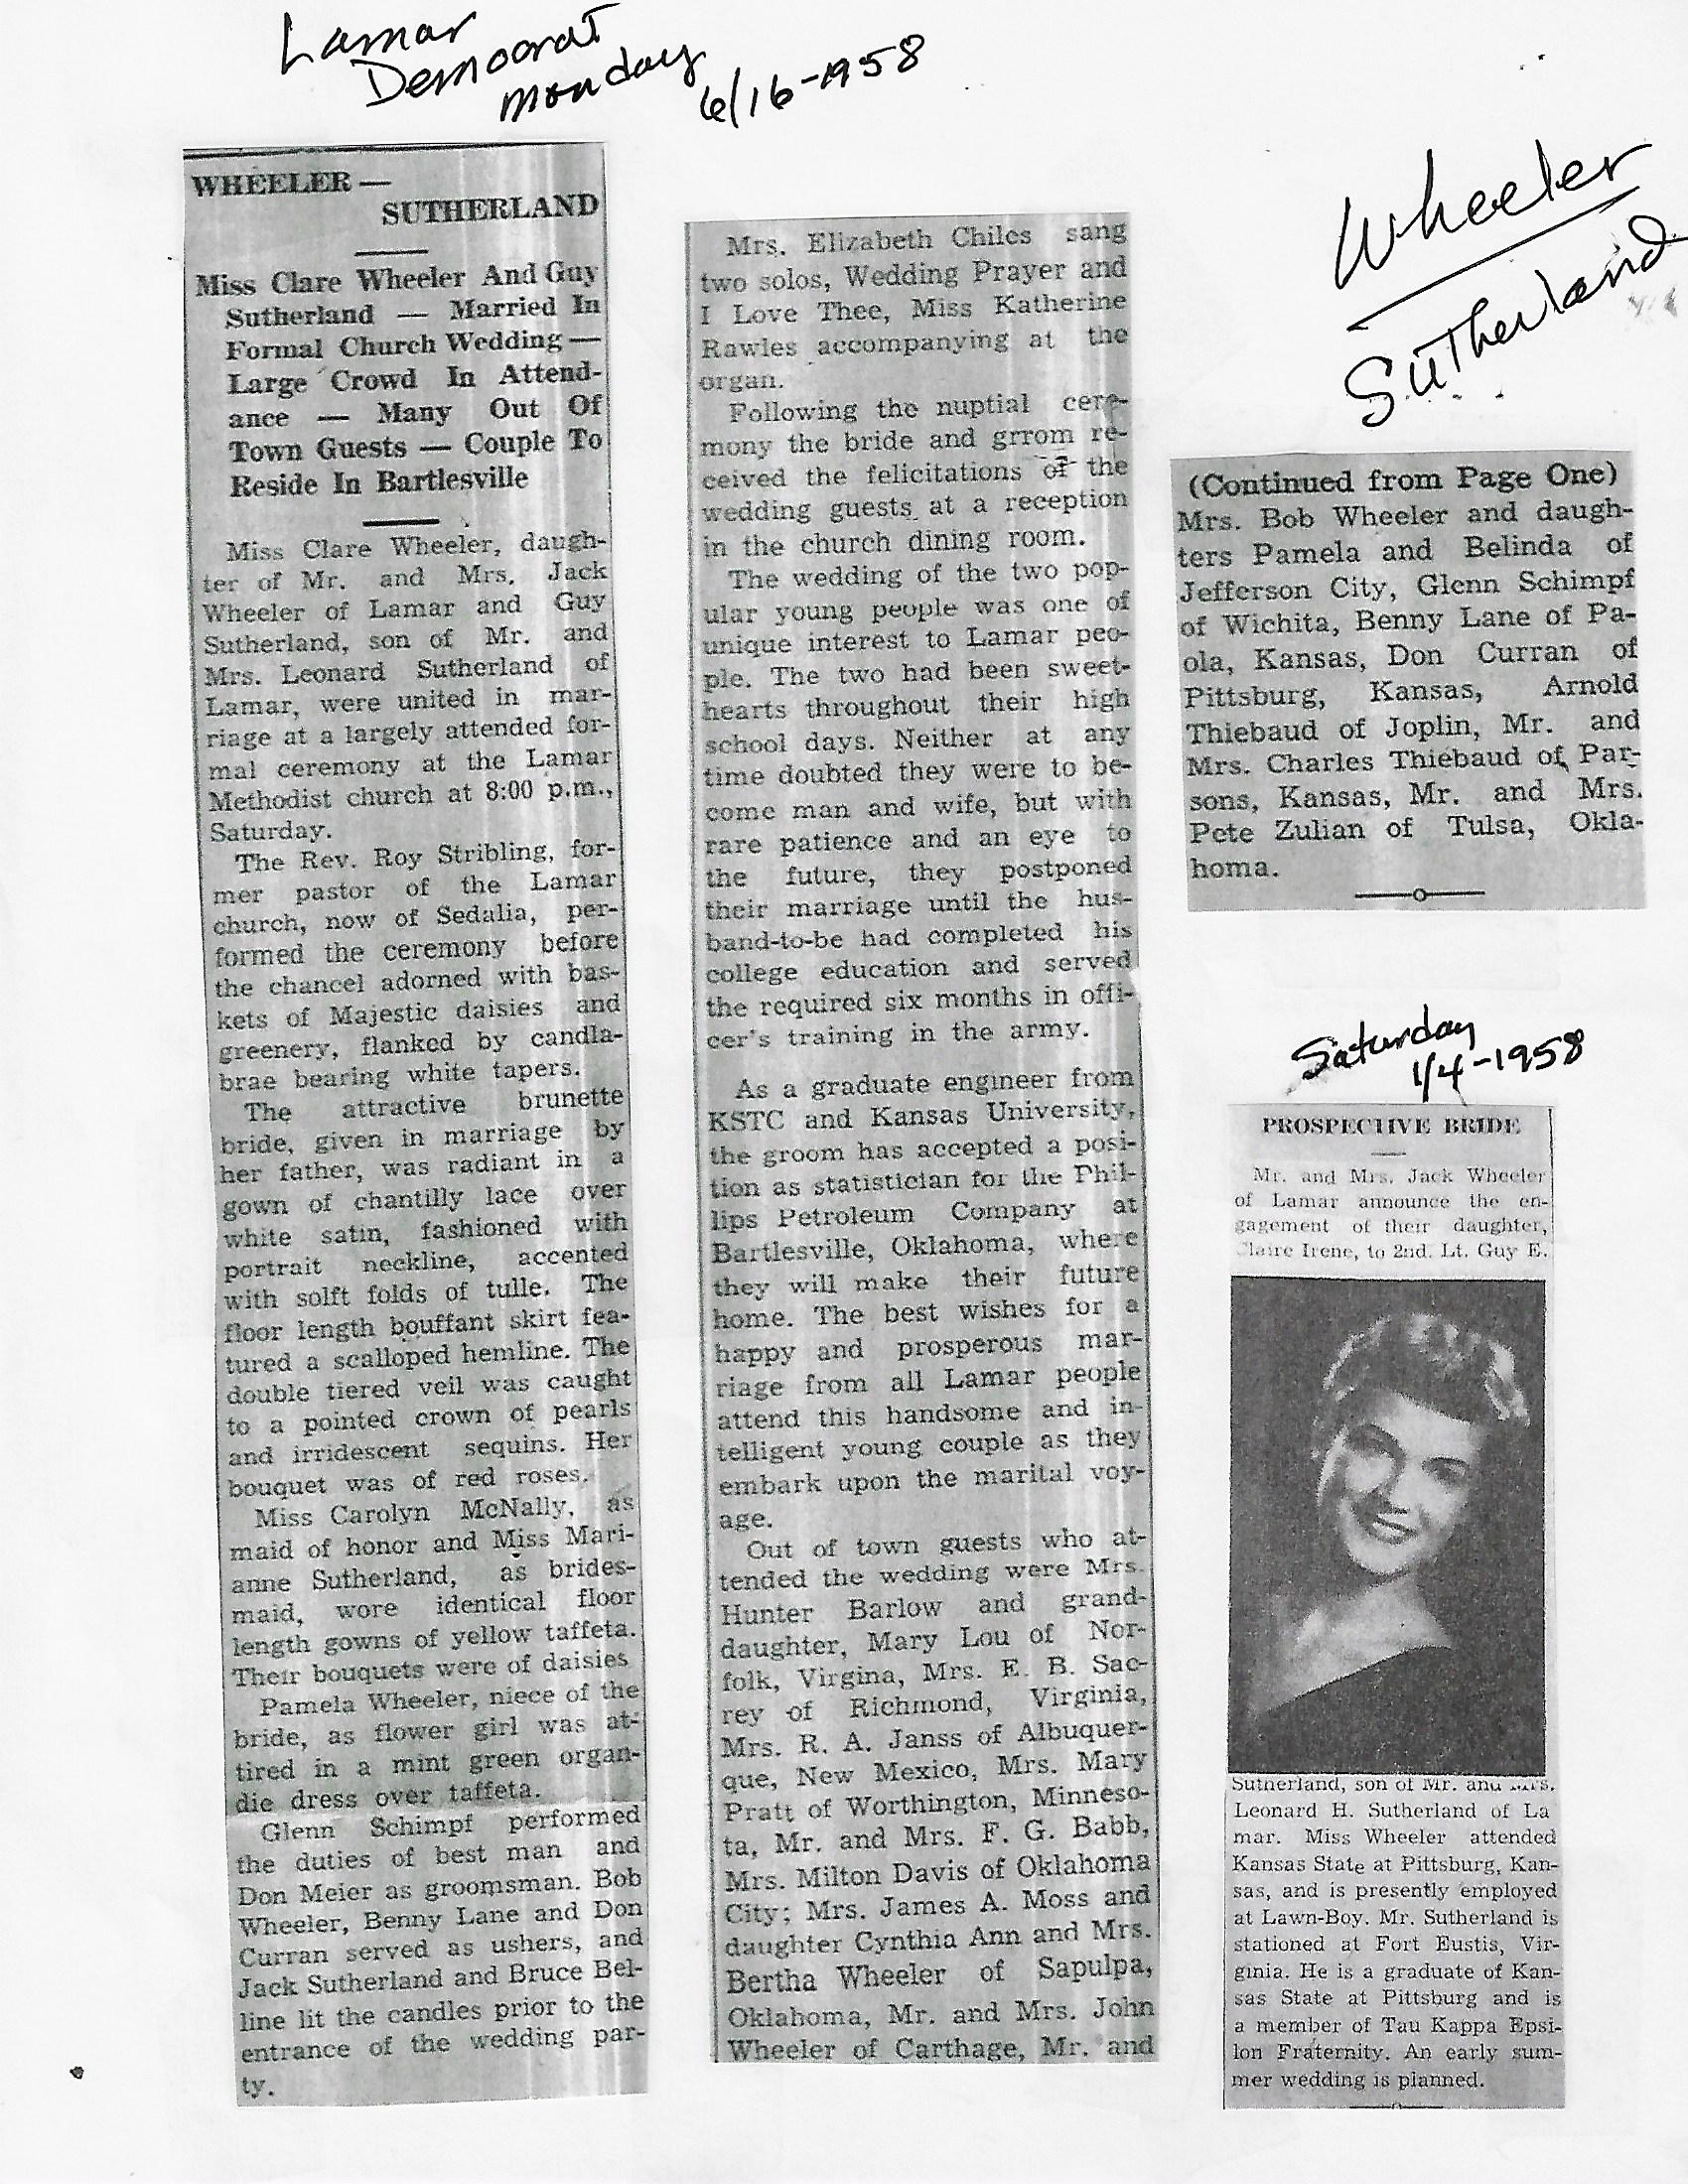 Lamar
Democrat
Monday
6/16-1958
WHEELER —
SUTHERLAND
Miss Clare Wheeler And Guy
Sutherland — Married In
Formal Church Wedding —
Large Crowd In Attend-
ance — Many Out Of
Town Guests — Couple To
Reside In Bartlesville
Miss Clare Wheeler, daugh-
ter of Mr. and Mrs. Jack
Wheeler of Lamar and Guy
Sutherland, son of Mr. and
Mrs. Leonard Sutherland of
Lamar, were united in mar-
riage at a largely attended for-
mal ceremony at the Lamar
Methodist church at 8:00 p.m.,
Saturday.
The Rev. Roy Stribling, for-
mer pastor of the Lamar
church, now of Sedalia, per-
formed the ceremony before
the chancel adorned with bas-
kets of Majestic daisies and
greenery, flanked by candla-
brae bearing white tapers.
The attractive brunette
bride, given in marriage by
her father, was radiant in a
gown of chantilly lace over
white satin, fashioned with
portrait neckline, accented
with solft folds of tulle. The
floor length bouffant skirt fea-
tured a scalloped hemline. The
double tiered veil was caught
to a pointed crown of pearls
and irridescent sequins. Her
bouquet was of red roses.
Miss Carolyn McNally, as
maid of honor and Miss Mari-
anne Sutherland, as brides-
maid, wore identical floor
length gowns of yellow taffeta.
Their bouquets were of daisies
Pamela Wheeler, niece of the
bride, as flower girl was at-
tired in a mint green organ-
die dress over taffeta.
Glenn Schimpf performed
the duties of best man and
Don Meier as groomsman. Bob
Wheeler, Benny Lane and Don
Curran served as ushers, and
Jack Sutherland and Bruce Bel-
line lit the candles prior to the
entrance of the wedding par-
ty.
Mrs. Elizabeth Chiles sang
two solos, Wedding Prayer and
I Love Thee, Miss Katherine
Rawles accompanying at the
organ.
Following the nuptial cere-
mony the bride and grrom re-
ceived the felicitations of the
wedding guests at a reception
in the church dining room.
The wedding of the two pop-
ular young people was one of
unique interest to Lamar peo-
ple. The two had been sweet-
hearts throughout their high
school days. Neither at any
time doubted they were to be-
come man and wife, but with
rare patience and an eye to
the future, they postponed
their marriage until the hus-
band-to-be had completed his
college education and served
the required six months in offi-
cer's training in the army.
As a graduate engineer from
KSTC and Kansas University,
the groom has accepted a posi-
tion as statistician for the Phil-
lips Petroleum Company at
Bartlesville, Oklahoma, where
they will make their future
home. The best wishes for a
happy and prosperous mar-
riage from all Lamar people
attend this handsome and in-
telligent young couple as they
embark upon the marital voy-
age.
Out of town guests who at-
tended the wedding were Mrs.
Hunter Barlow and grand-
daughter, Mary Lou of Nor-
folk, Virgina, Mrs. E. B. Sac-
rey of Richmond, Virginia,
Mrs. R. A. Janss of Albuquer-
que, New Mexico, Mrs. Mary
Pratt of Worthington, Minneso-
ta, Mr. and Mrs. F. G. Babb,
Mrs. Milton Davis of Oklahoma
City; Mrs. James A. Moss and
daughter Cynthia Ann and Mrs.
Bertha Wheeler of Sapulpa,
Oklahoma, Mr. and Mrs. John
Wheeler of Carthage, Mr. and
Wheeler
Sutherland
(Continued from Page One)
Mrs. Bob Wheeler and daugh-
ters Pamela and Belinda of
Jefferson City, Glenn Schimpf
of Wichita, Benny Lane of Pa-
ola, Kansas, Don Curran of
Pittsburg, Kansas, Arnold
Thiebaud of Joplin, Mr. and
Mrs. Charles Thiebaud of Par-
sons, Kansas, Mr. and Mrs.
Pete Zulian of Tulsa, Okla-
homa.
Saturday
1/4-1958
PROSPECTIVE BRIDE
Mr. and Mrs. Jack Wheeler
of Lamar announce the en-
gagement of their daughter,
Claire Irene, to 2nd. Lt. Guy E.
Sutherland, son of Mr. and Mrs.
Leonard H. Sutherland of La
mar. Miss Wheeler attended
Kansas State at Pittsburg, Kan-
sas, and is presently employed
at Lawn-Boy. Mr. Sutherland is
stationed at Fort Eustis, Vir-
ginia. He is a graduate of Kan-
sas State at Pittsburg and is
a member of Tau Kappa Epsi-
lon Fraternity. An early sum-
mer wedding is planned.